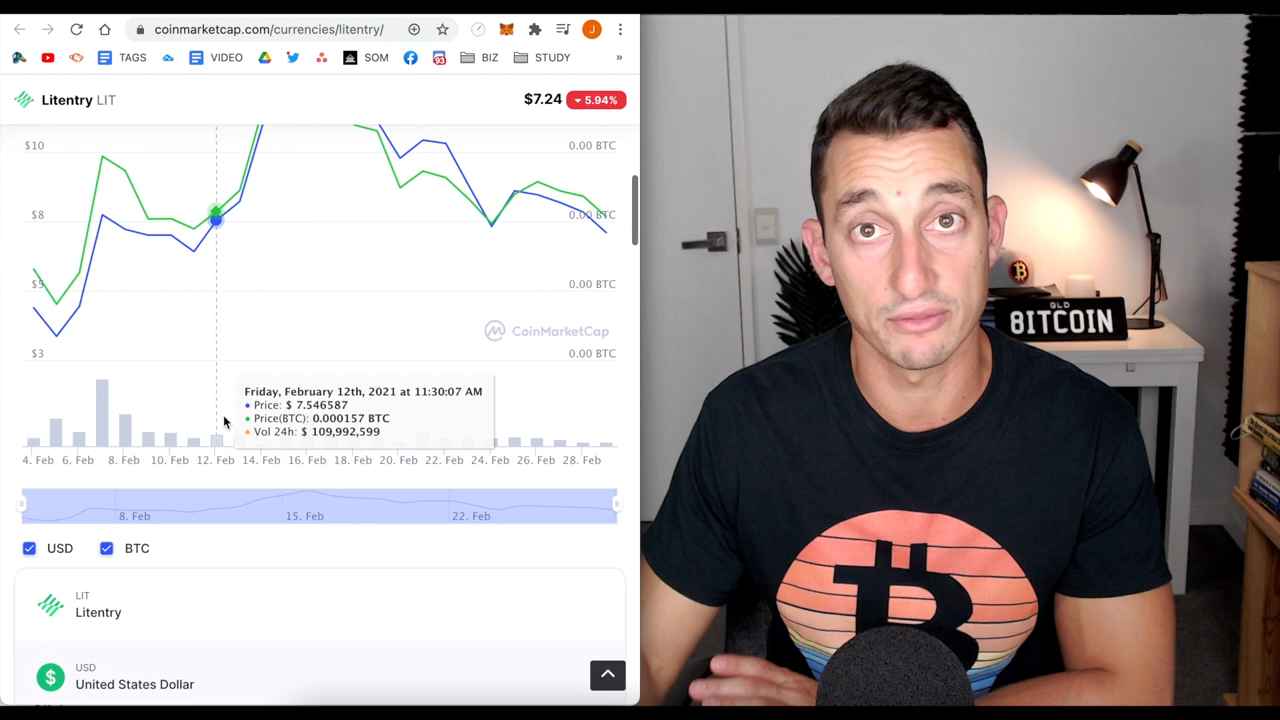 coinmarketcap.com/currencies/litentry/
J
TAGS
VIDEO
SOM
93
BIZ
STUDY
»
Litentry LIT
$7.24
5.94%
$10
0.00 BTC
$8
0.00 BTC
$5
0.00 BTC
$3
0.00 BTC
CoinMarketCap
Friday, February 12th, 2021 at 11:30:07 AM
Price: $ 7.546587
Price(BTC): 0.000157 BTC
Vol 24h: $ 109,992,599
4. Feb
6. Feb
8. Feb
10. Feb
12. Feb
14. Feb
16. Feb
18. Feb
20. Feb
22. Feb
24. Feb
26. Feb
28. Feb
8. Feb
15. Feb
22. Feb
USD
BTC
LIT
Litentry
USD
$
United States Dollar
QLD
8ITCOIN